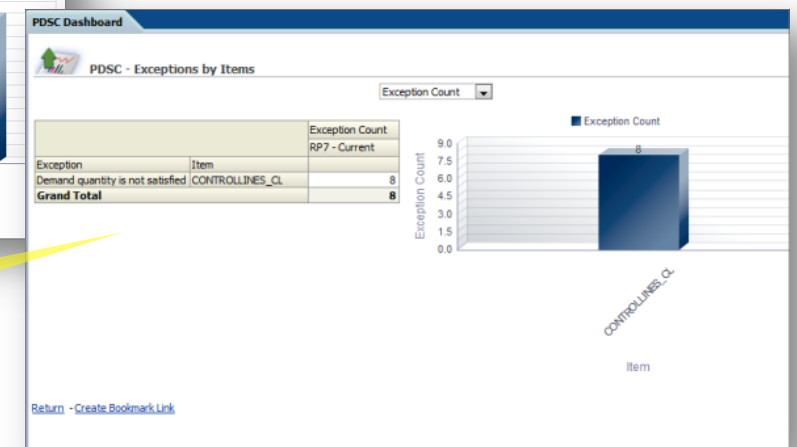 PDSC Dashboard
PDSC - Exceptions by Items
Exception Count
Exception Count
RP7 - Current
Exception Item
Demand quantity is not satisfied CONTROLLINES_CL 8
Grand Total 8
Exception Count
9.0
7.5
6.0
4.5
3.0
1.5
0.0
Exception Count
8
CONTROLLINES_CL
Item
Return - Create Bookmark Link